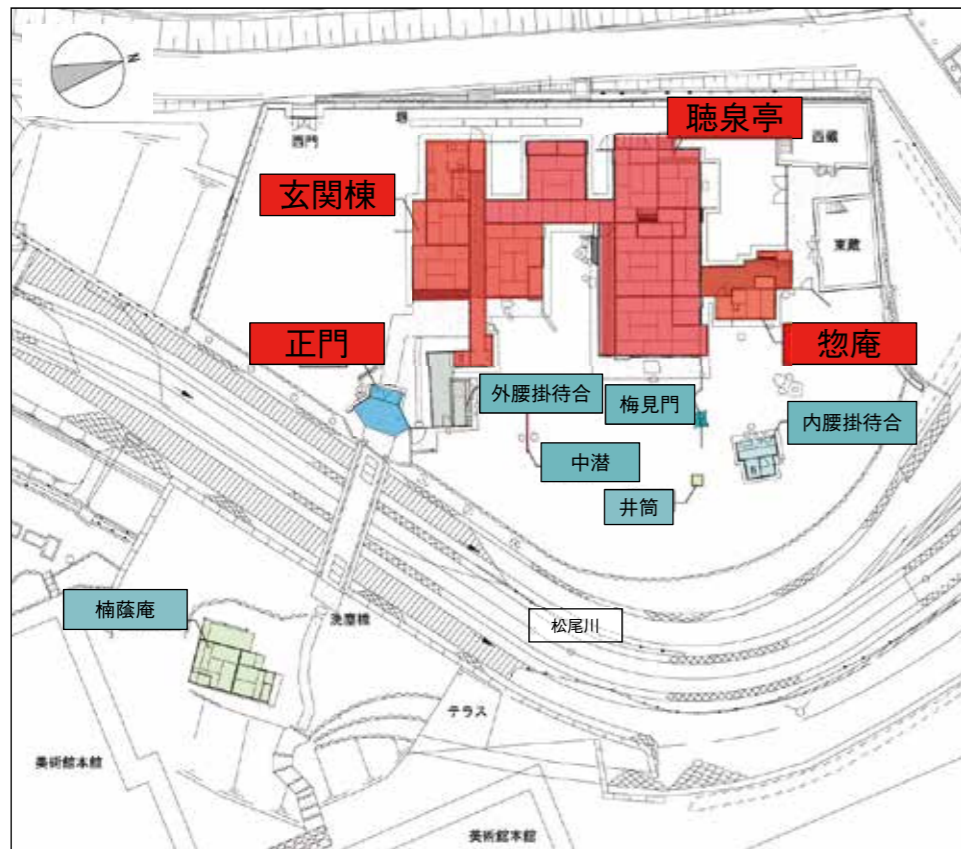 N
聴泉亭
西門
塀
西蔵
玄関棟
東蔵
正門
惣庵
外腰掛待合
梅見門
内腰掛待合
中潜
井筒
楠蔭庵
洗塵橋
松尾川
テラス
美術館本館
美術館本館